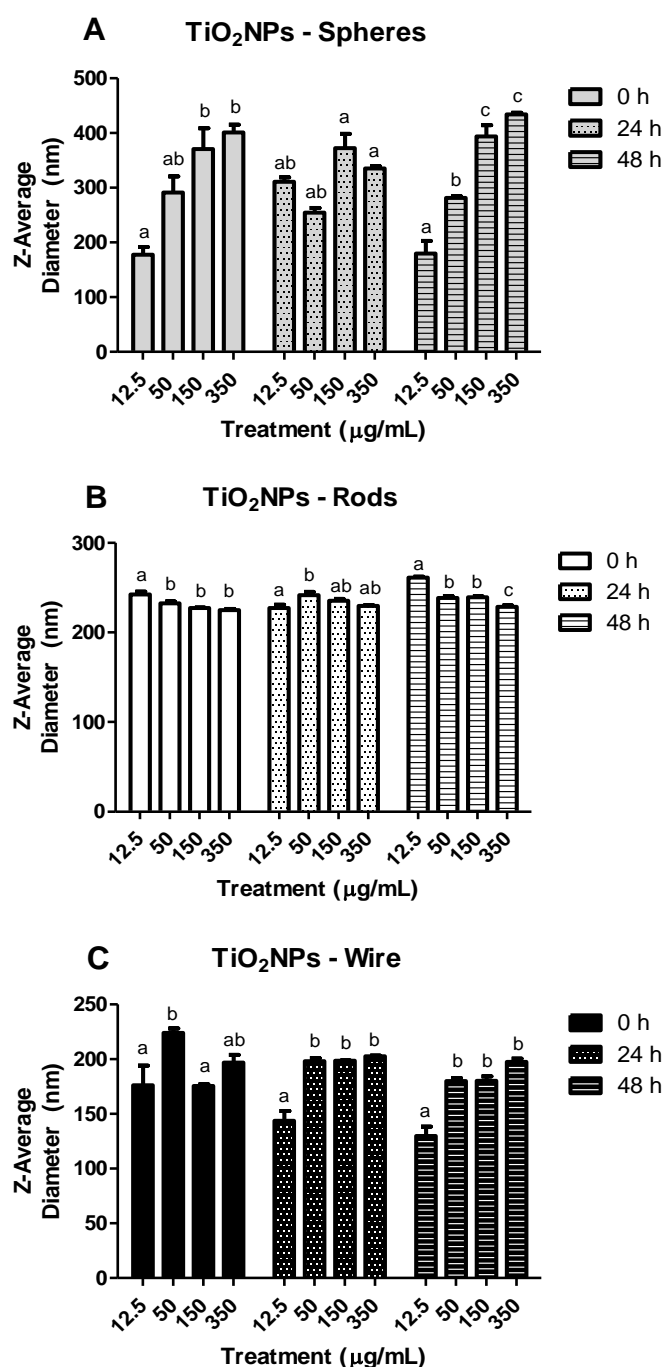 A
TiO2NPs - Spheres
500
400
300
200
100
0
Z-Average
Diameter (nm)
a
ab
b
b
ab
ab
a
a
a
b
c
c
12.5
50
150
350
12.5
50
150
350
12.5
50
150
350
Treatment (μg/mL)
0 h
24 h
48 h
B
TiO2NPs - Rods
300
200
100
0
Z-Average
Diameter (nm)
a
b
b
b
a
b
ab
ab
a
b
b
c
12.5
50
150
350
12.5
50
150
350
12.5
50
150
350
Treatment (μg/mL)
0 h
24 h
48 h
C
TiO2NPs - Wire
250
200
150
100
50
0
Z-Average
Diameter (nm)
a
b
a
ab
a
b
b
b
a
b
b
b
12.5
50
150
350
12.5
50
150
350
12.5
50
150
350
Treatment (μg/mL)
0 h
24 h
48 h